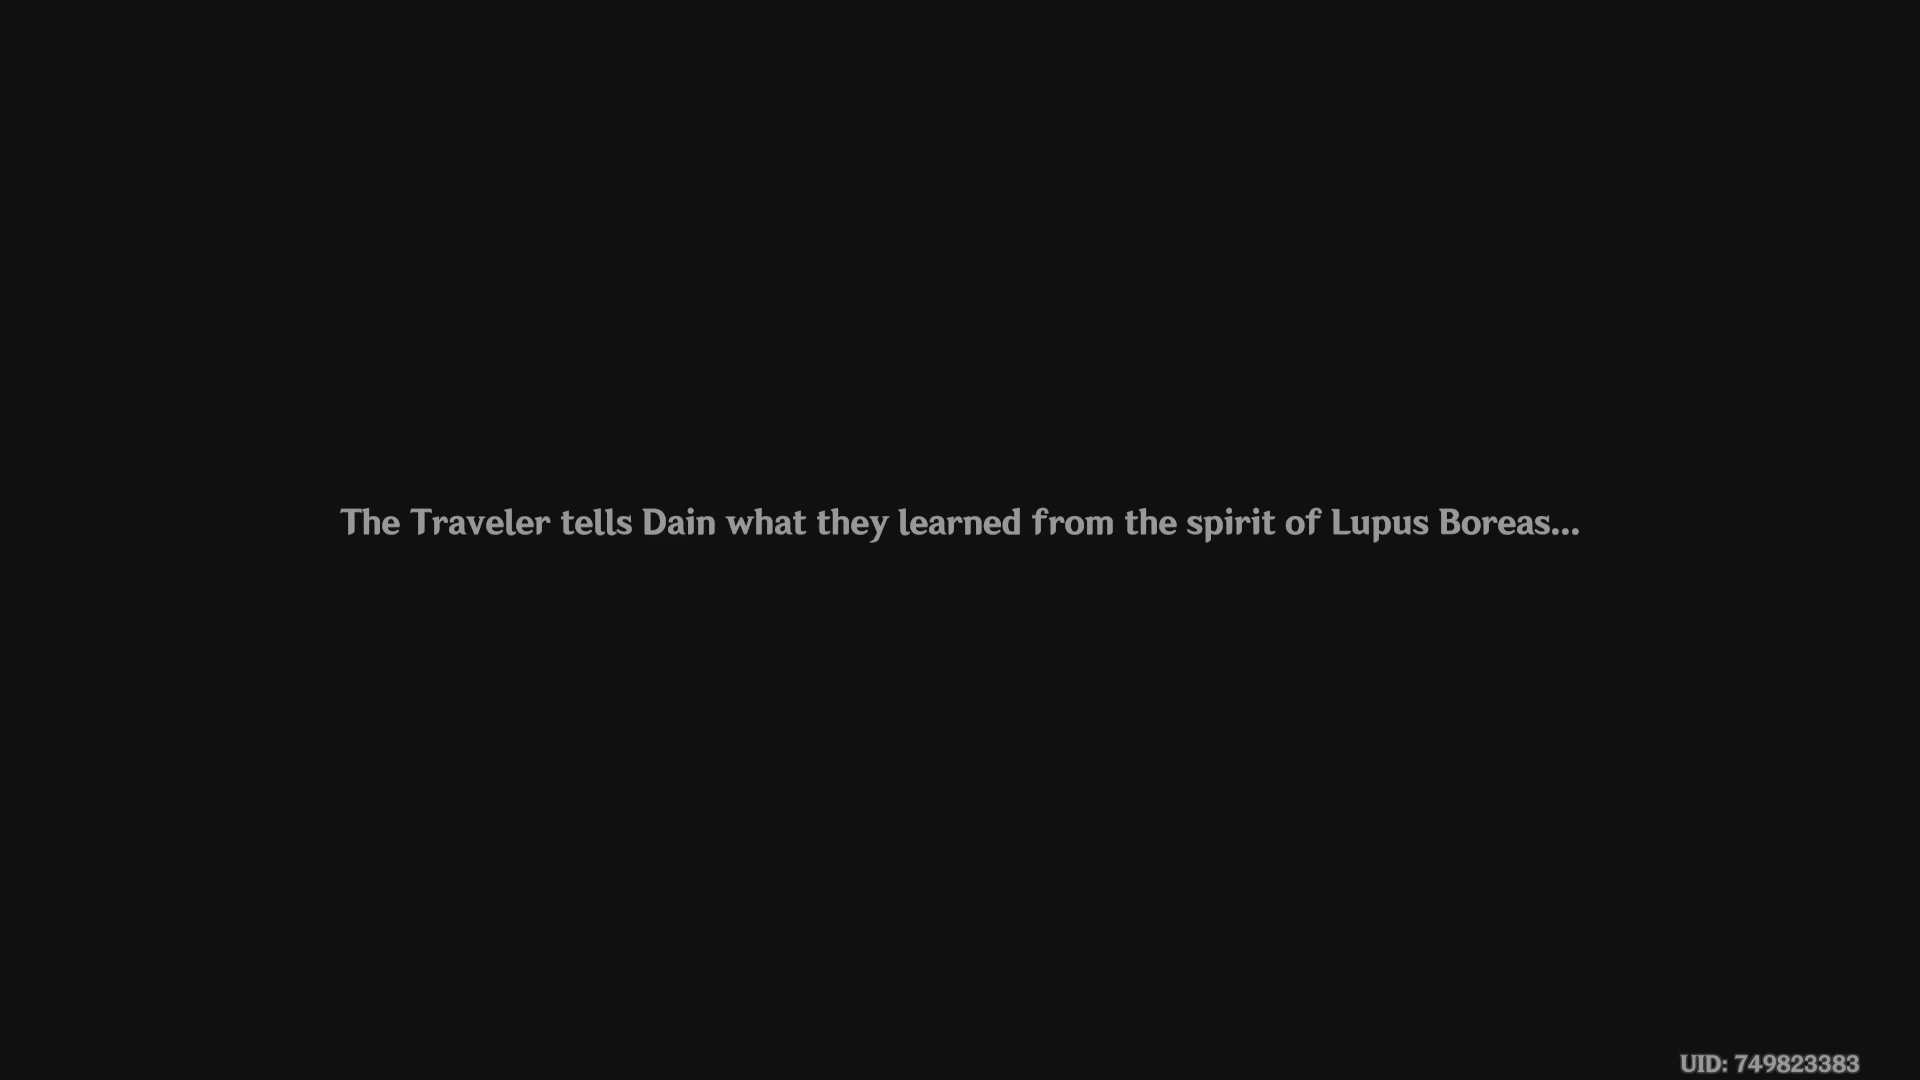 The Traveler tells Dain what they learned from the spirit of Lupus Boreas...
UID: 749823383